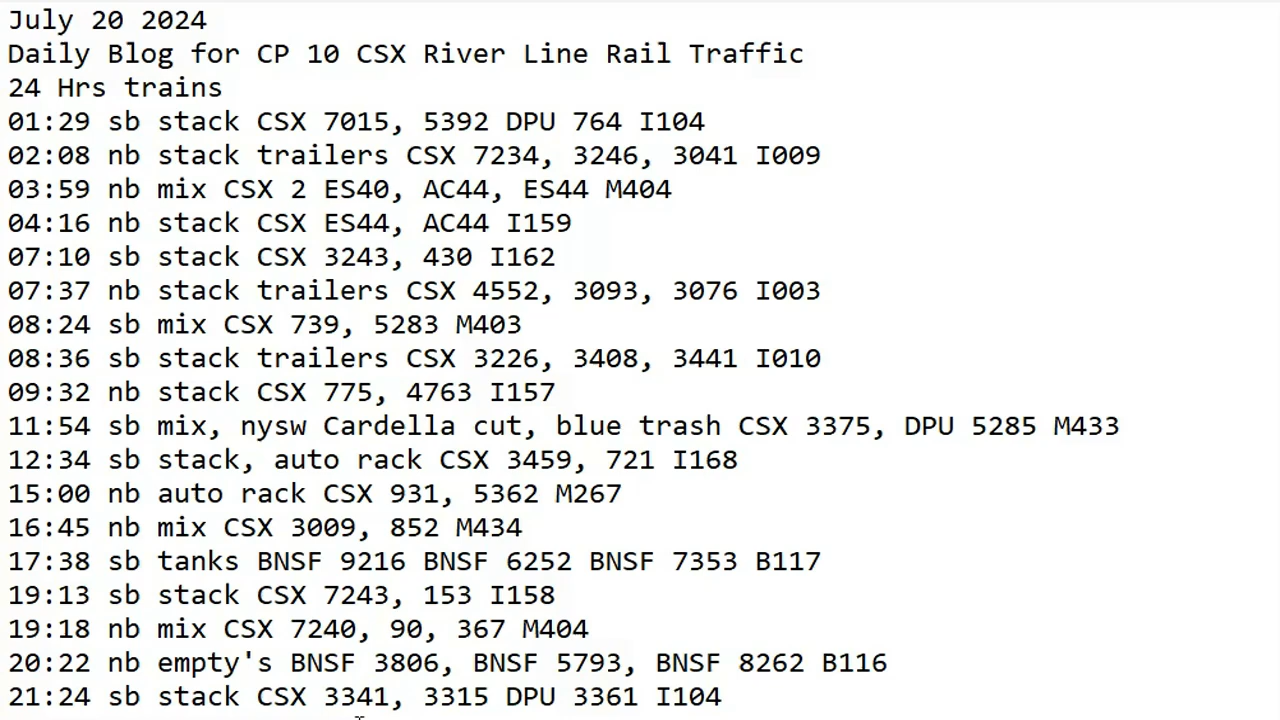 July 20 2024
Daily Blog for CP 10 CSX River Line Rail Traffic
24 Hrs trains
01:29 sb stack CSX 7015, 5392 DPU 764 I104
02:08 nb stack trailers CSX 7234, 3246, 3041 I009
03:59 nb mix CSX 2 ES40, AC44, ES44 M404
04:16 nb stack CSX ES44, AC44 I159
07:10 sb stack CSX 3243, 430 I162
07:37 nb stack trailers CSX 4552, 3093, 3076 I003
08:24 sb mix CSX 739, 5283 M403
08:36 sb stack trailers CSX 3226, 3408, 3441 I010
09:32 nb stack CSX 775, 4763 I157
11:54 sb mix, nysw Cardella cut, blue trash CSX 3375, DPU 5285 M433
12:34 sb stack, auto rack CSX 3459, 721 I168
15:00 nb auto rack CSX 931, 5362 M267
16:45 nb mix CSX 3009, 852 M434
17:38 sb tanks BNSF 9216 BNSF 6252 BNSF 7353 B117
19:13 sb stack CSX 7243, 153 I158
19:18 nb mix CSX 7240, 90, 367 M404
20:22 nb empty's BNSF 3806, BNSF 5793, BNSF 8262 B116
21:24 sb stack CSX 3341, 3315 DPU 3361 I104